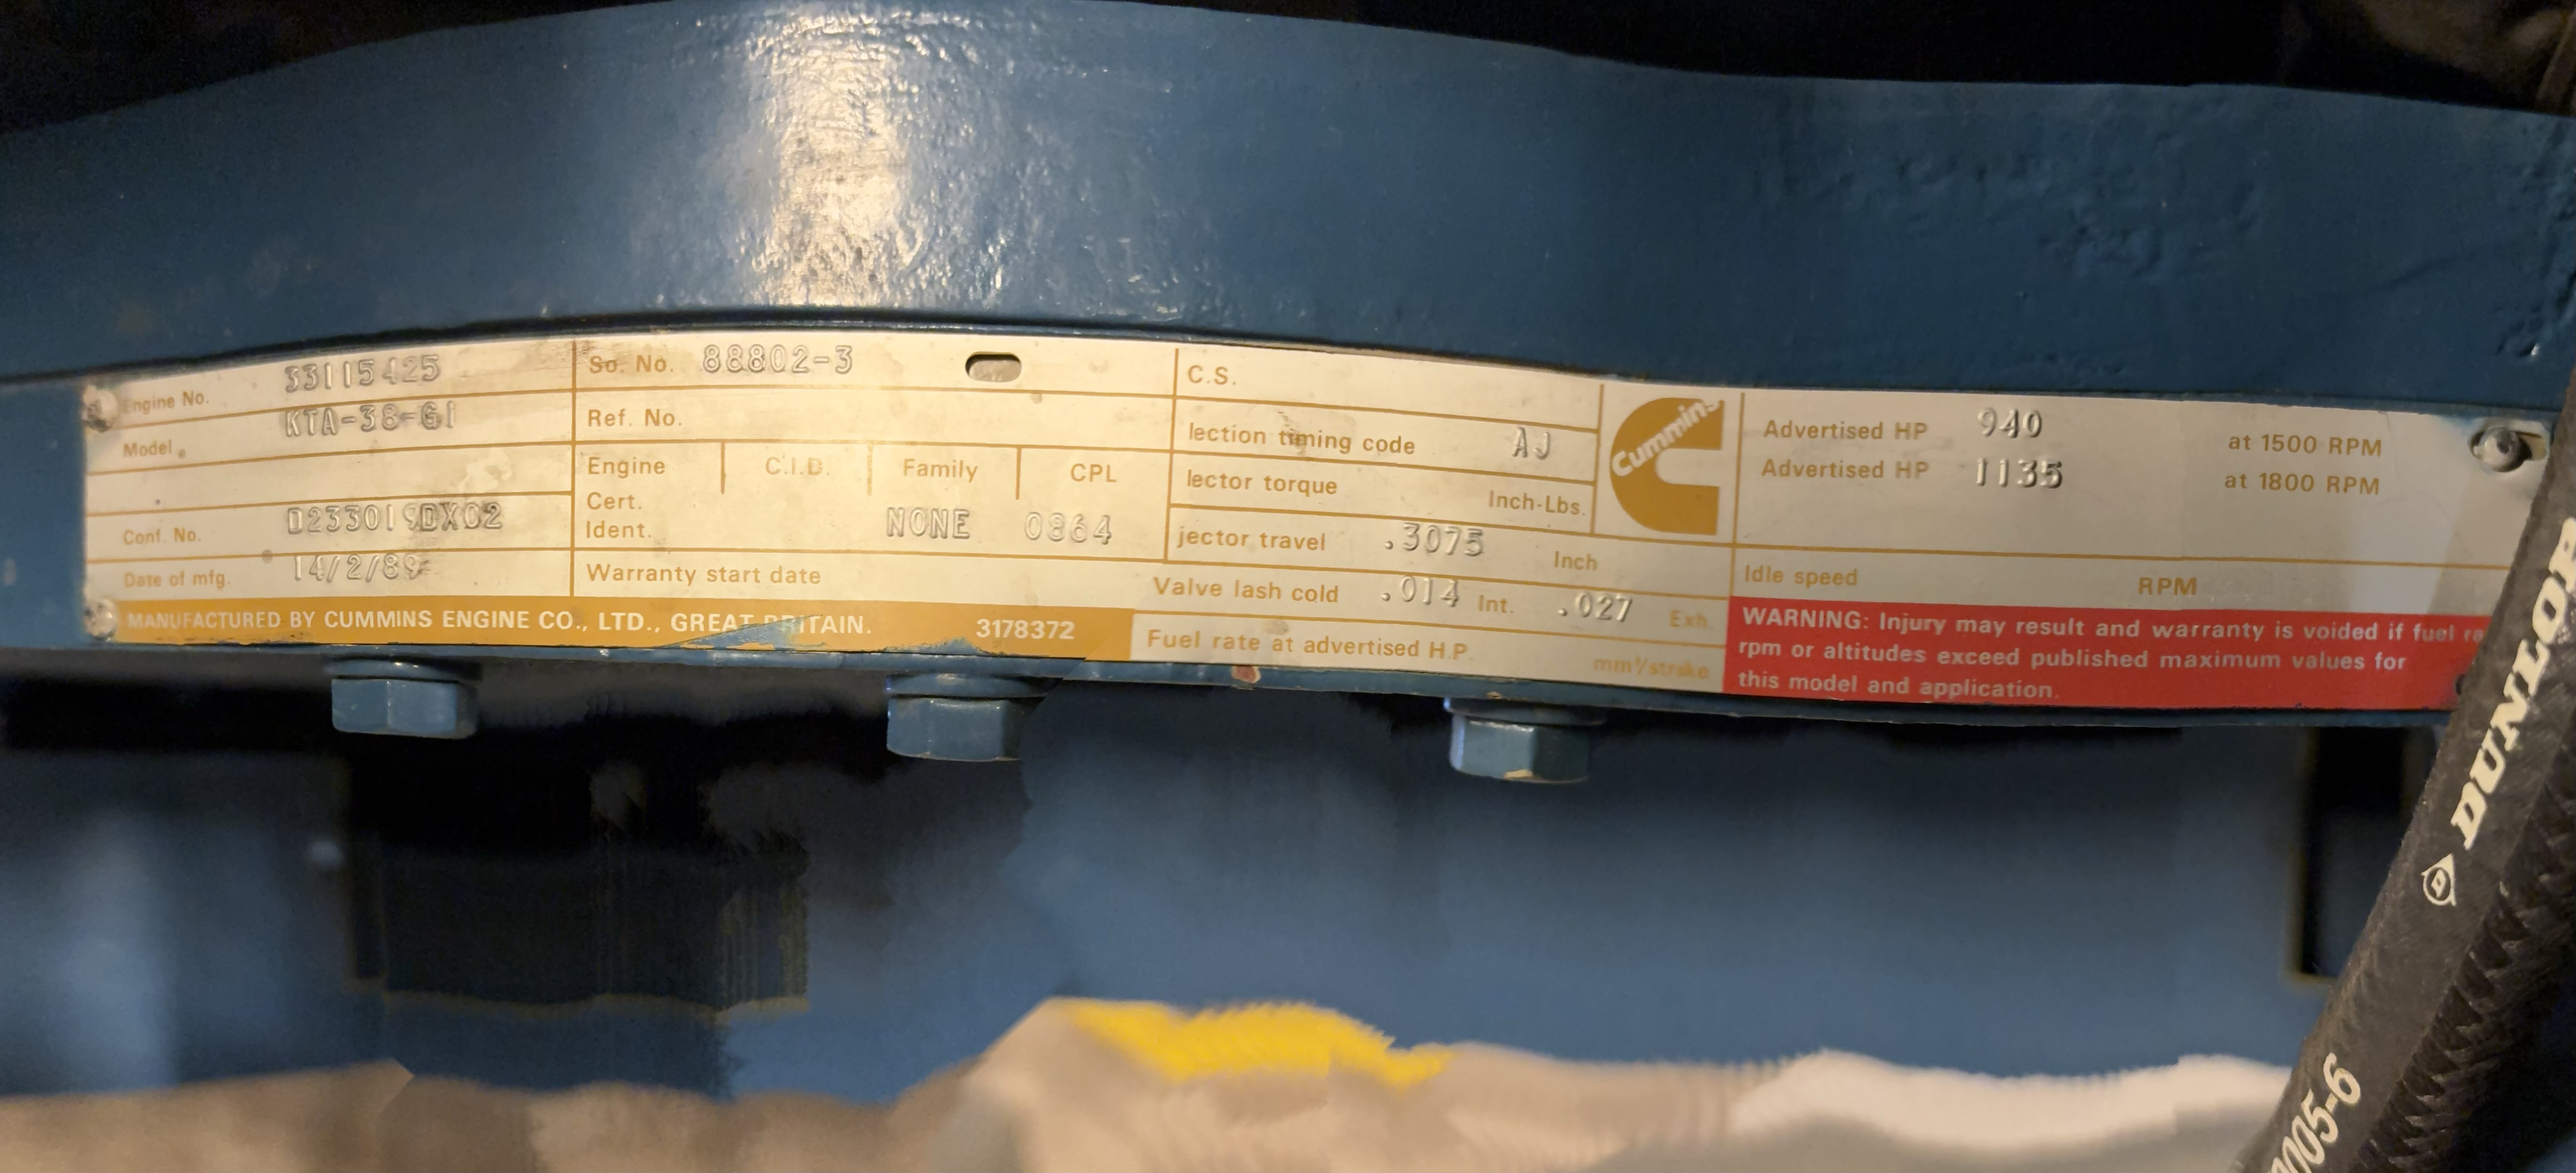 Engine No. 33115425
Model KTA-38-G1
Conf. No. D233019DX02
Date of mfg. 14/2/89
So. No. 88802-3
Ref. No.
Engine
Cert.
Ident.
C.I.D.
Family
CPL
NONE 0864
Warranty start date
C.S.
lection timing code AJ
lector torque Inch-Lbs.
jector travel .3075 Inch
Valve lash cold .014 Int. .027 Exh.
Fuel rate at advertised H.P. mm³/stroke
Cummins
Advertised HP 940 at 1500 RPM
Advertised HP 1135 at 1800 RPM
Idle speed RPM
WARNING: Injury may result and warranty is voided if fuel
rpm or altitudes exceed published maximum values for
this model and application.
MANUFACTURED BY CUMMINS ENGINE CO., LTD., GREAT BRITAIN. 3178372
DUNLOP
005-6